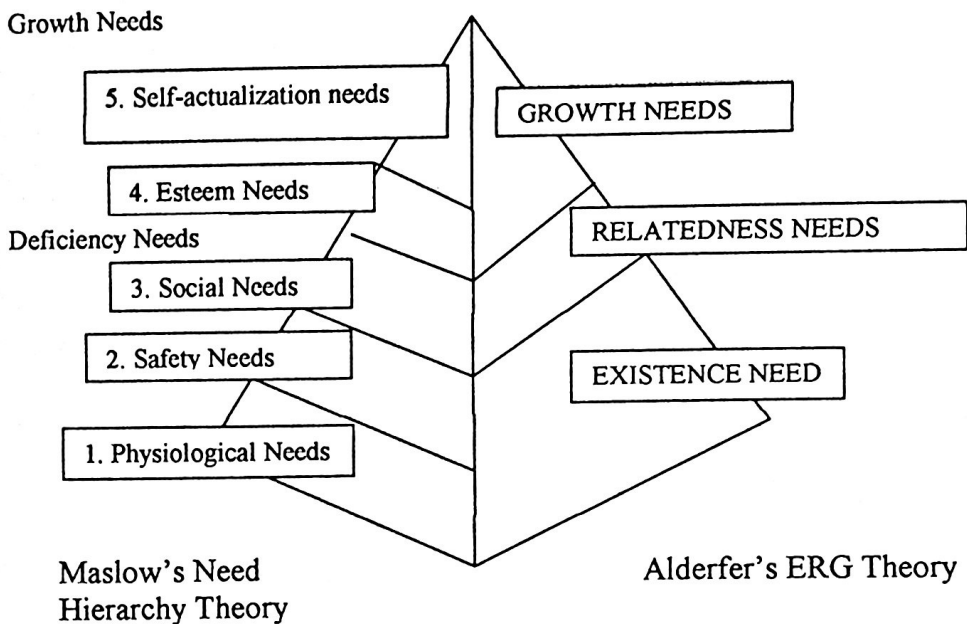 Growth Needs
5. Self-actualization needs
GROWTH NEEDS
4. Esteem Needs
RELATEDNESS NEEDS
Deficiency Needs
3. Social Needs
2. Safety Needs
EXISTENCE NEED
1. Physiological Needs
Maslow's Need
Hierarchy Theory
Alderfer's ERG Theory